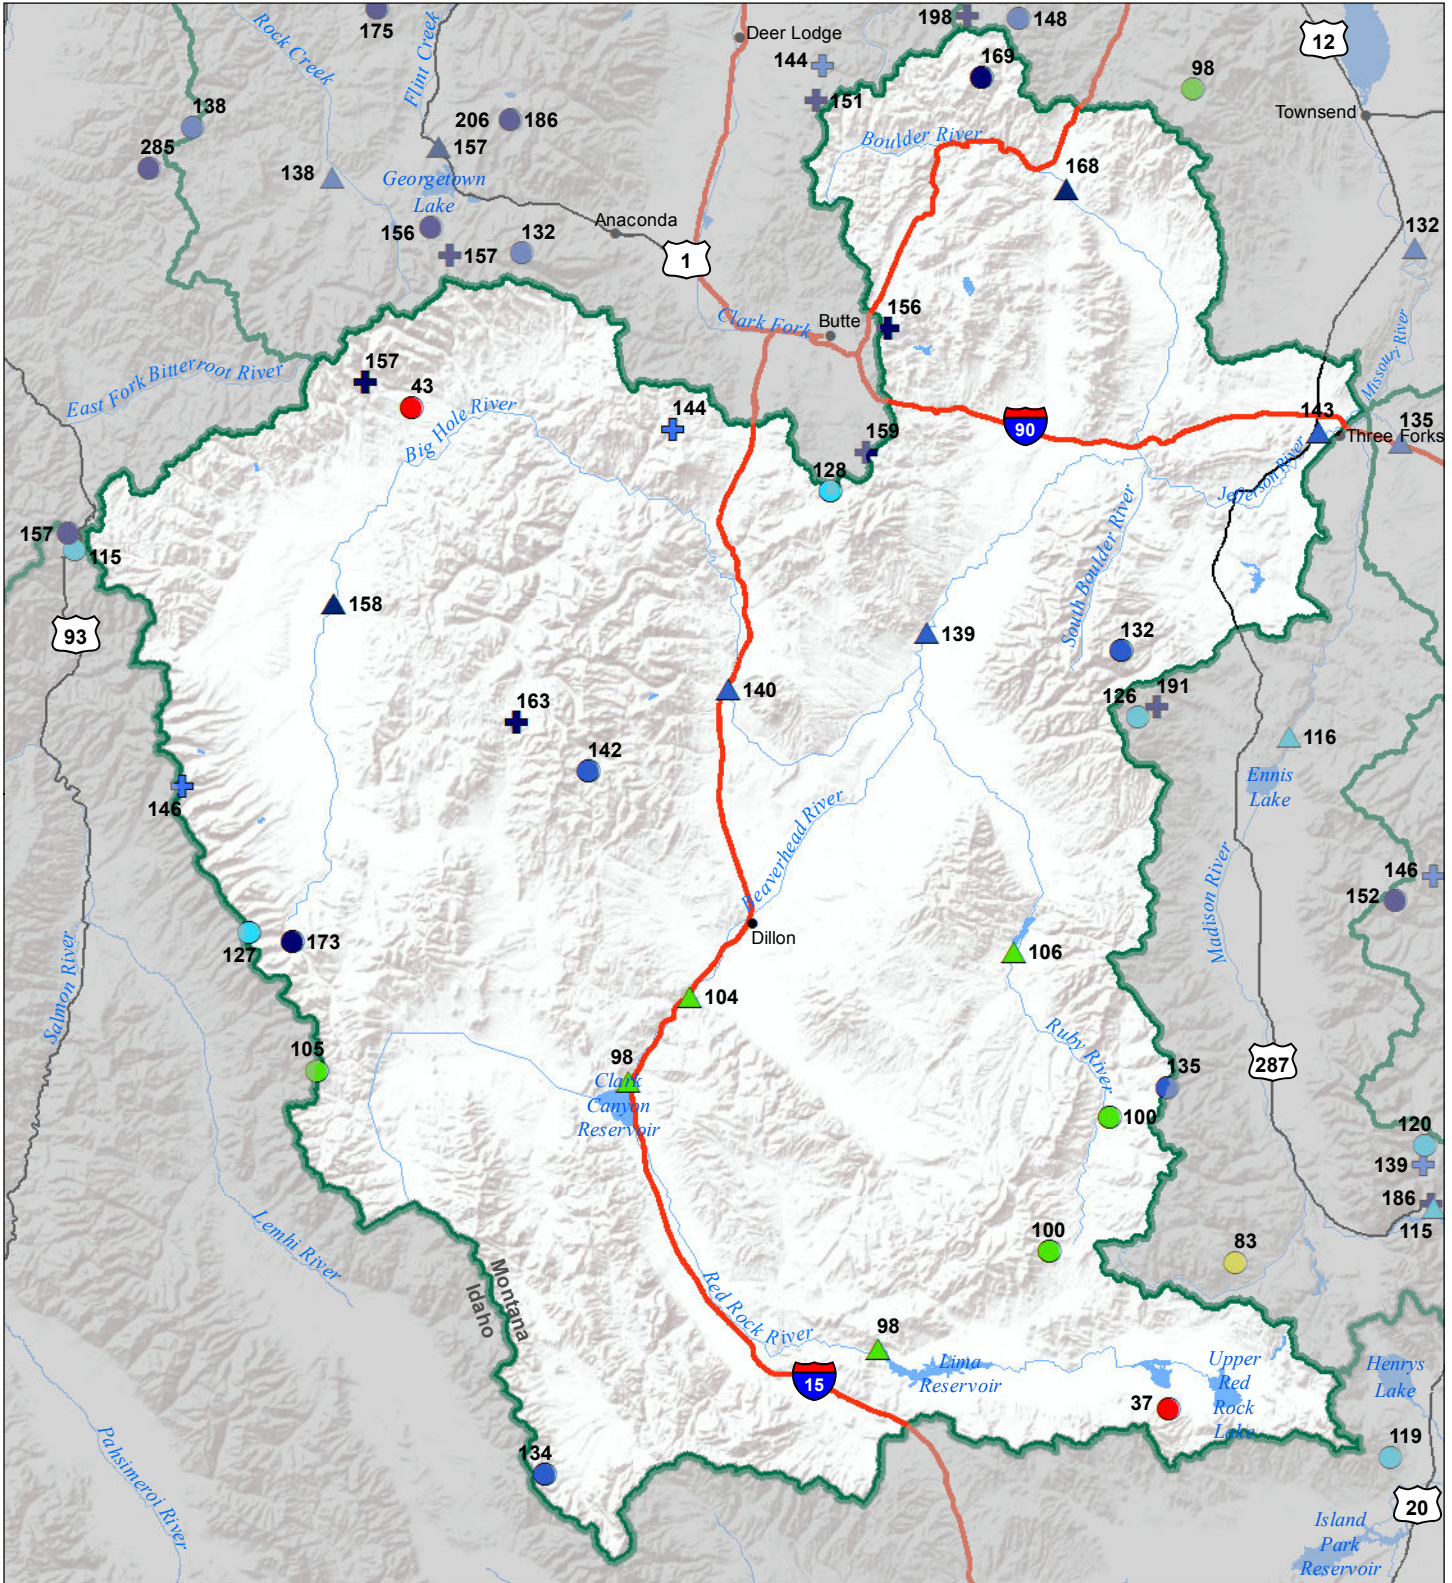 175
Rock Creek
Flint Creek
Deer Lodge
198
148
12
144
169
98
151
Townsend
138
206
186
157
Boulder River
285
138
Georgetown
Lake
168
156
Anaconda
132
157
132
1
Clark Fork
Butte
156
Missouri River
East Fork Bitterroot River
157
43
Big Hole River
144
90
143
135
Three Forks
159
128
Jefferson River
157
115
South Boulder River
158
93
139
132
140
126
191
163
116
142
Ennis
Lake
146
Beaverhead River
146
152
Madison River
127
173
Dillon
106
Salmon River
104
105
98
Ruby River
287
135
Clark
Canyon
Reservoir
100
120
139
186
115
Lemhi River
100
83
Montana
Idaho
Red Rock River
98
Lima
Reservoir
Upper
Red
Rock
Lake
Henrys
Lake
15
37
119
134
Pahsimeroi River
20
Island
Park
Reservoir